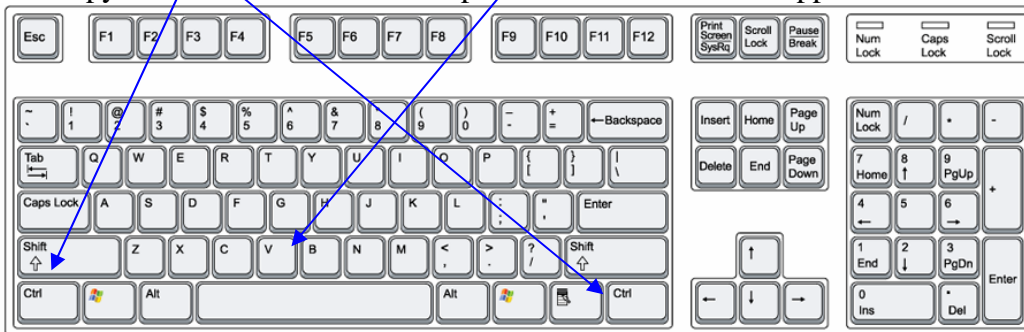 Esc F1 F2 F3 F4 F5 F6 F7 F8 F9 F10 F11 F12 Print Screen SysRq Scroll Lock Pause Break Num Lock Caps Lock Scroll Lock
~ ` ! 1 @ 2 # 3 $ 4 % 5 ^ 6 & 7 * 8 ( 9 ) 0 _ - + = ←Backspace Insert Home Page Up Num Lock / * -
Tab Q W E R T Y U I O P { [ } ] | \ Delete End Page Down 7 Home 8 ↑ 9 PgUp +
Caps Lock A S D F G H J K L : ; " ' Enter 4 ← 5 6 →
Shift Z X C V B N M < , > . ? / Shift ↑ 1 End 2 ↓ 3 PgDn Enter
Ctrl Alt Alt Ctrl ← ↓ → 0 Ins . Del